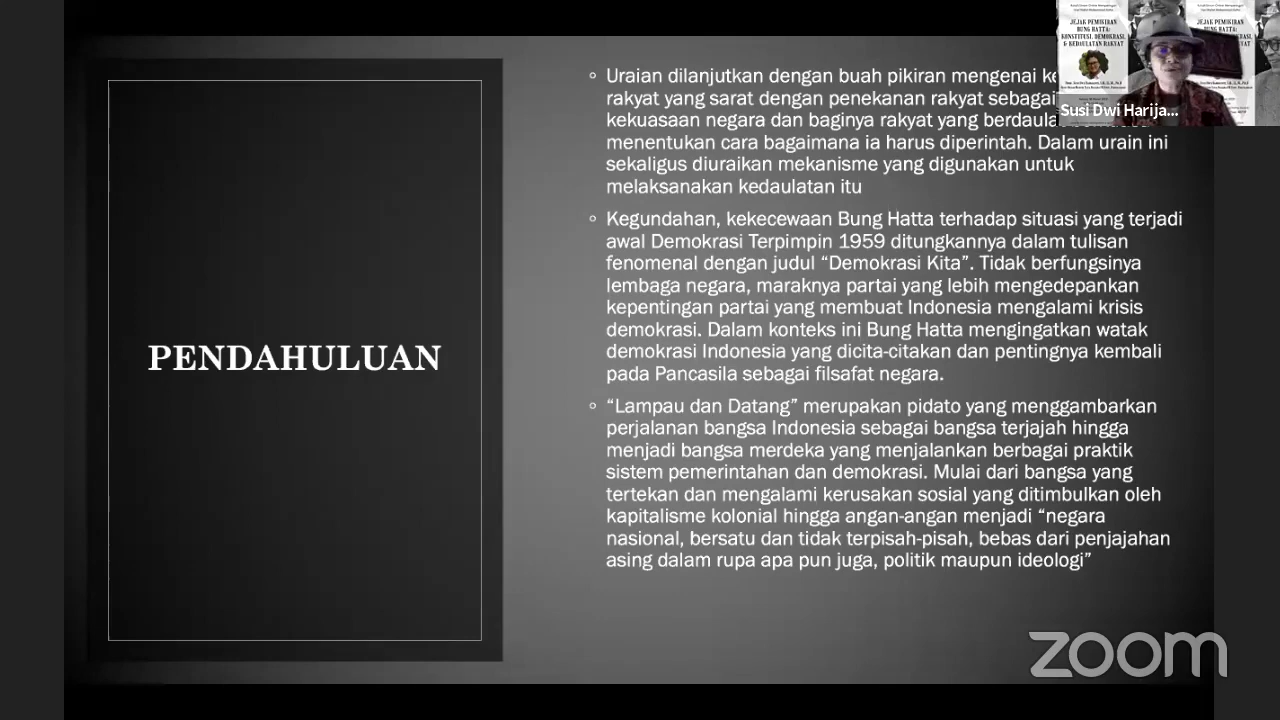 PENDAHULUAN
Uraian dilanjutkan dengan buah pikiran mengenai
rakyat yang sarat dengan penekanan rakyat sebagai
kekuasaan negara dan baginya rakyat yang
menentukan cara bagaimana ia harus diperintah. Dalam urain ini
sekaligus diuraikan mekanisme yang digunakan untuk
melaksanakan kedaulatan itu
Kegundahan, kekecewaan Bung Hatta terhadap situasi yang terjadi
awal Demokrasi Terpimpin 1959 ditungkannya dalam tulisan
fenomenal dengan judul “Demokrasi Kita”. Tidak berfungsinya
lembaga negara, maraknya partai yang lebih mengedepankan
kepentingan partai yang membuat Indonesia mengalami krisis
demokrasi. Dalam konteks ini Bung Hatta mengingatkan watak
demokrasi Indonesia yang dicita-citakan dan pentingnya kembali
pada Pancasila sebagai filsafat negara.
“Lampau dan Datang” merupakan pidato yang menggambarkan
perjalanan bangsa Indonesia sebagai bangsa terjajah hingga
menjadi bangsa merdeka yang menjalankan berbagai praktik
sistem pemerintahan dan demokrasi. Mulai dari bangsa yang
tertekan dan mengalami kerusakan sosial yang ditimbulkan oleh
kapitalisme kolonial hingga angan-angan menjadi “negara
nasional, bersatu dan tidak terpisah-pisah, bebas dari penjajahan
asing dalam rupa apa pun juga, politik maupun ideologi”
JEJAK PEMIKIRAN
BUNG HATTA:
KONSTITUSI, DEMOKRASI,
& KEDAULATAN RAKYAT
Susi Dwi Harija...
zoom